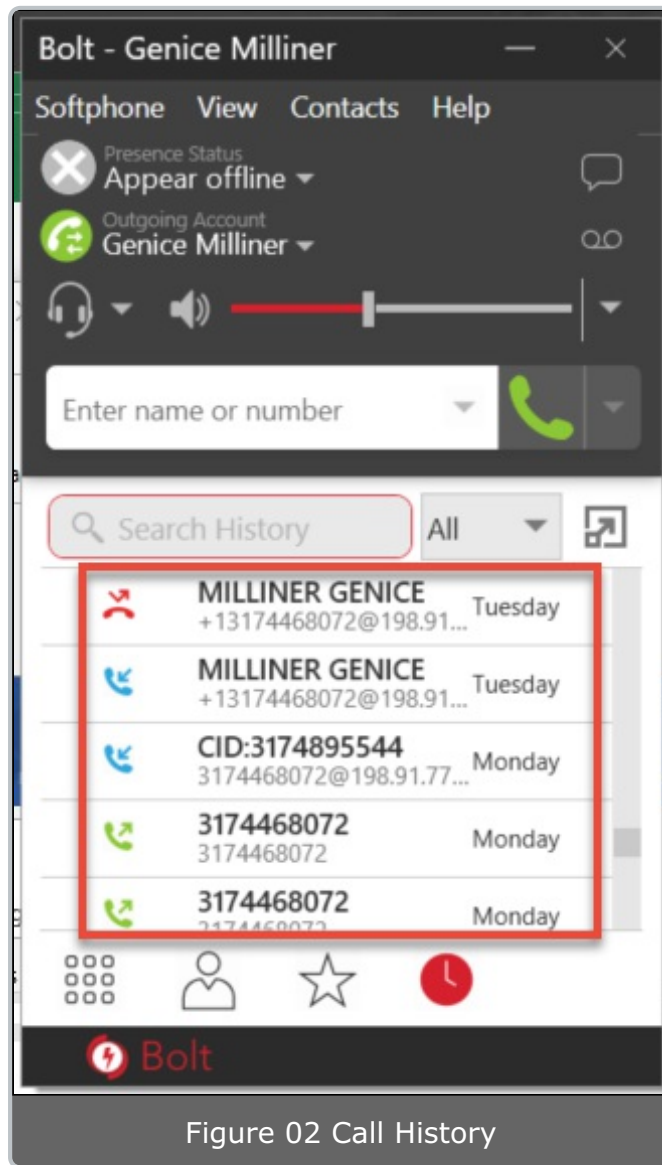 Bolt - Genice Milliner
Softphone View Contacts Help
Presence Status
Appear offline
Outgoing Account
Genice Milliner
Enter name or number
Search History All
MILLINER GENICE
+13174468072@198.91... Tuesday
MILLINER GENICE
+13174468072@198.91... Tuesday
CID:3174895544
3174468072@198.91.77... Monday
3174468072
3174468072 Monday
3174468072
3174468072 Monday
Bolt
Figure 02 Call History